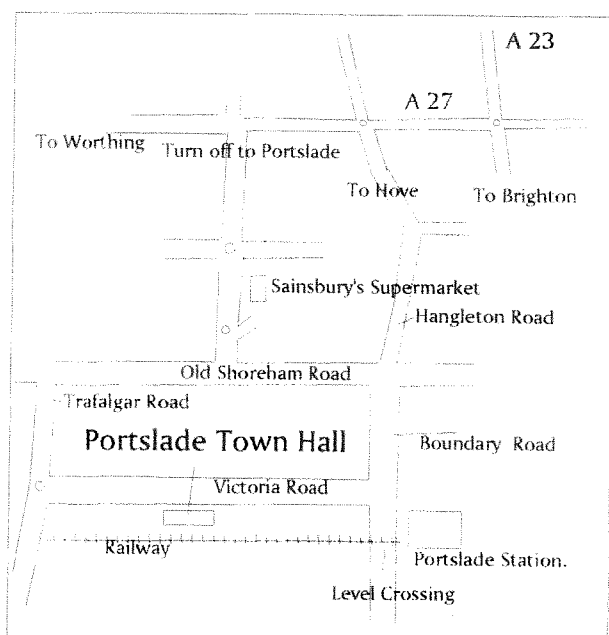 A 23
A 27
To Worthing
Turn off to Portslade
To Hove
To Brighton
Sainsbury's Supermarket
Hangleton Road
Old Shoreham Road
Trafalgar Road
Portslade Town Hall
Boundary Road
Victoria Road
Railway
Portslade Station.
Level Crossing